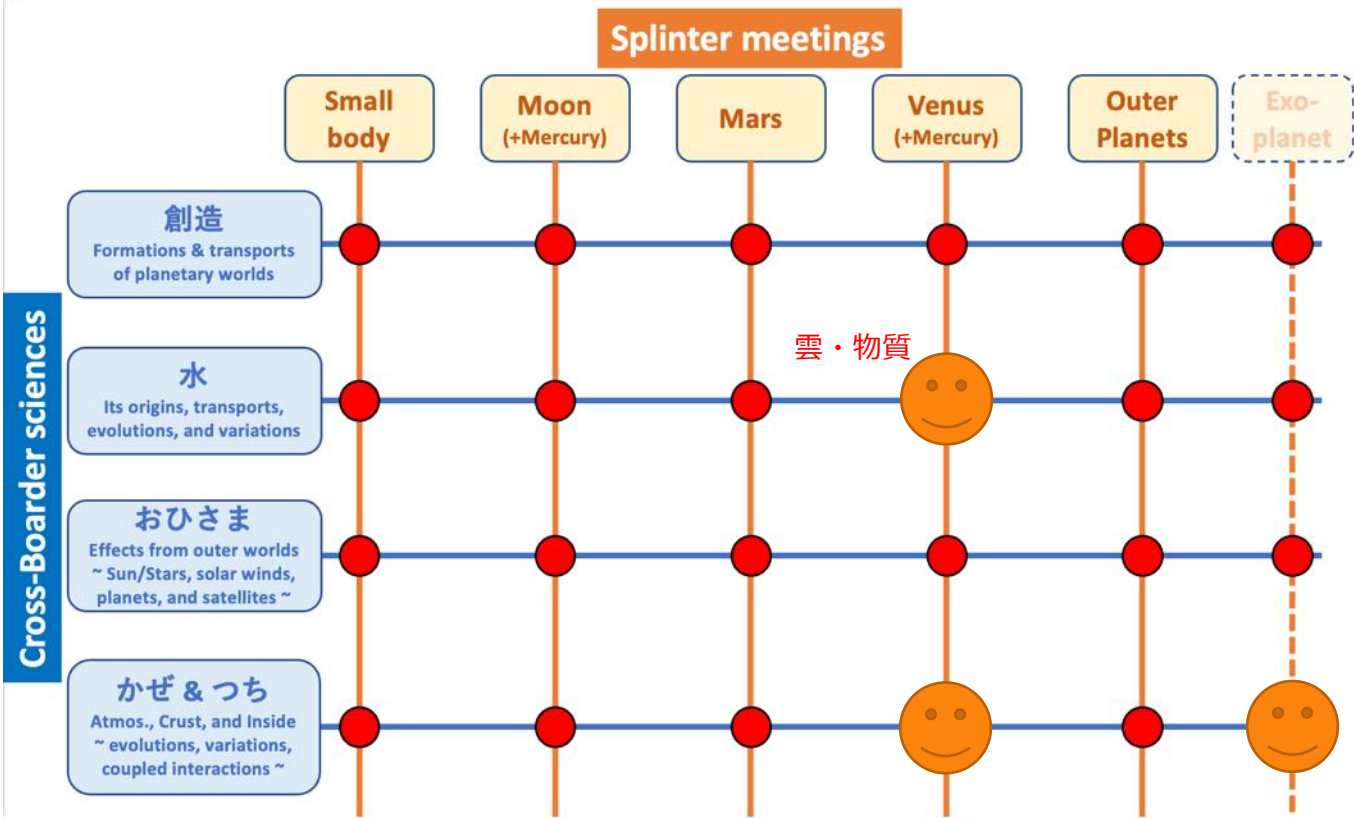 Splinter meetings
Small
body
Moon
(+Mercury)
Mars
Venus
(+Mercury)
Outer
Planets
Exo-
planet
Cross-Boarder sciences
創造
Formations & transports
of planetary worlds
雲・物質
水
Its origins, transports,
evolutions, and variations
おひさま
Effects from outer worlds
~ Sun/Stars, solar winds,
planets, and satellites ~
かぜ & つち
Atmos., Crust, and Inside
~ evolutions, variations,
coupled interactions ~